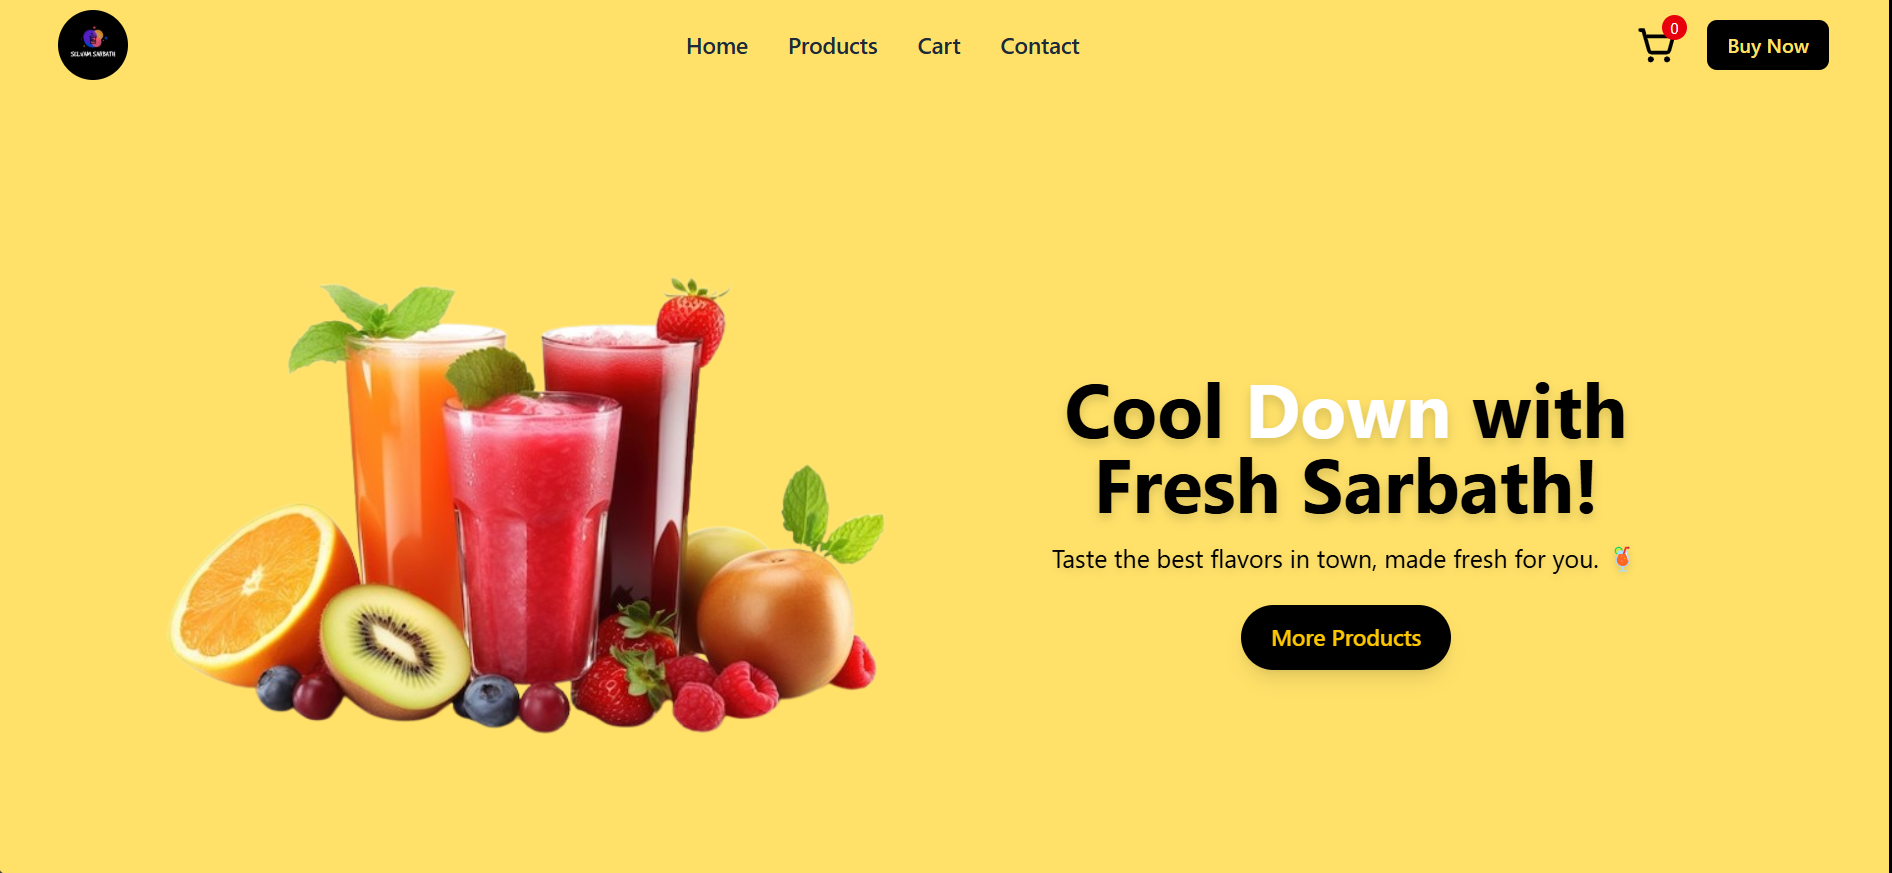 SELVAM SARBATH
Home Products Cart Contact
0
Buy Now
Cool Down with
Fresh Sarbath!
Taste the best flavors in town, made fresh for you. 🍹
More Products